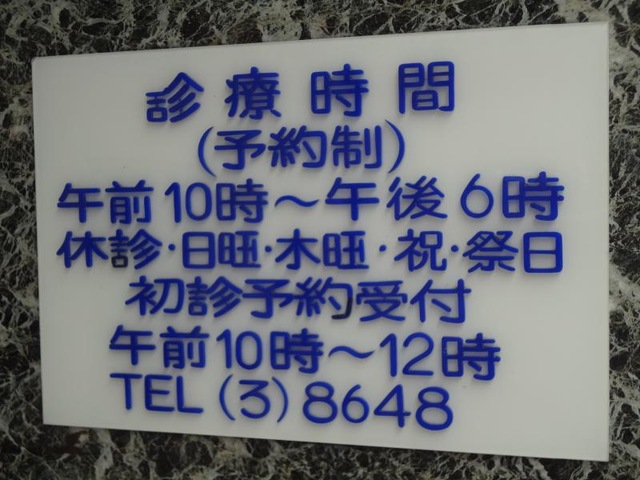 診療時間
(予約制)
午前10時～午後6時
休診・日旺・木旺・祝・祭日
初診予約受付
午前10時～12時
TEL(3)8648